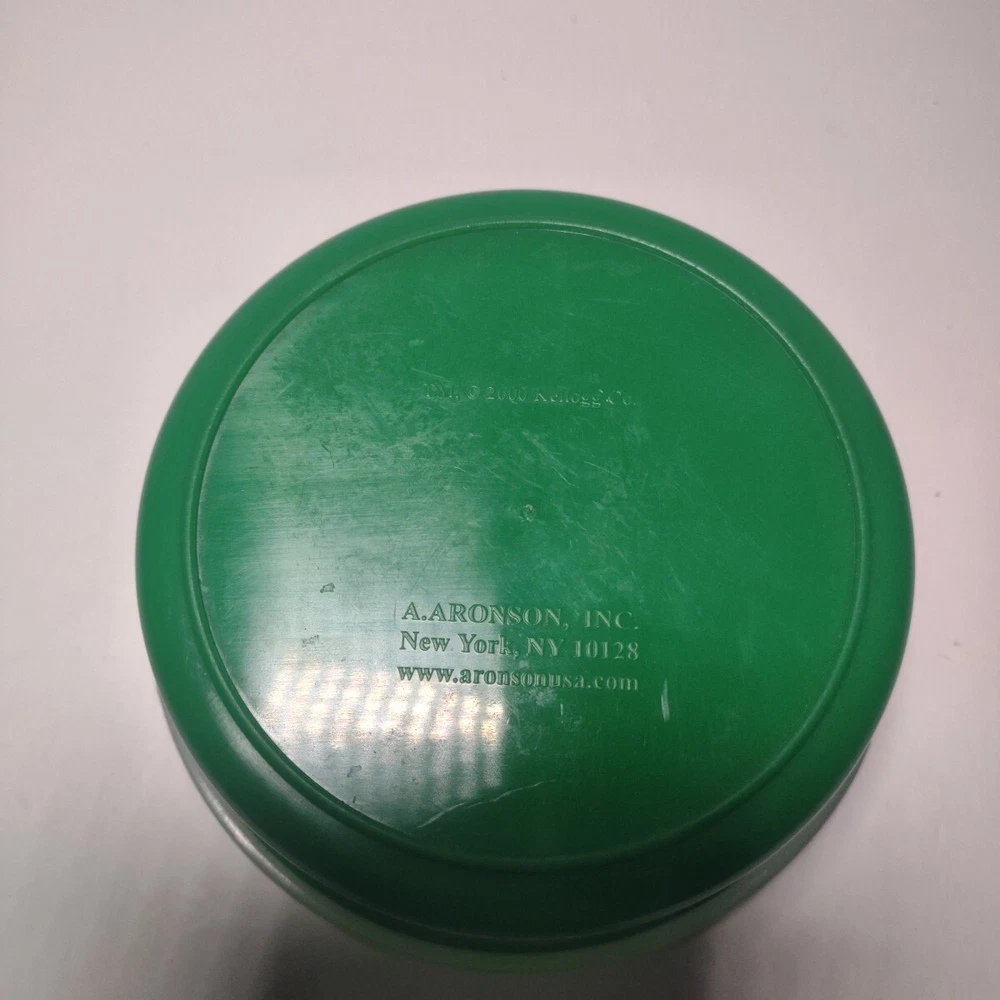 TM. © 2000 Kellogg Co.
A.ARONSON, INC.
New York, NY 10128
www.aronsonusa.com